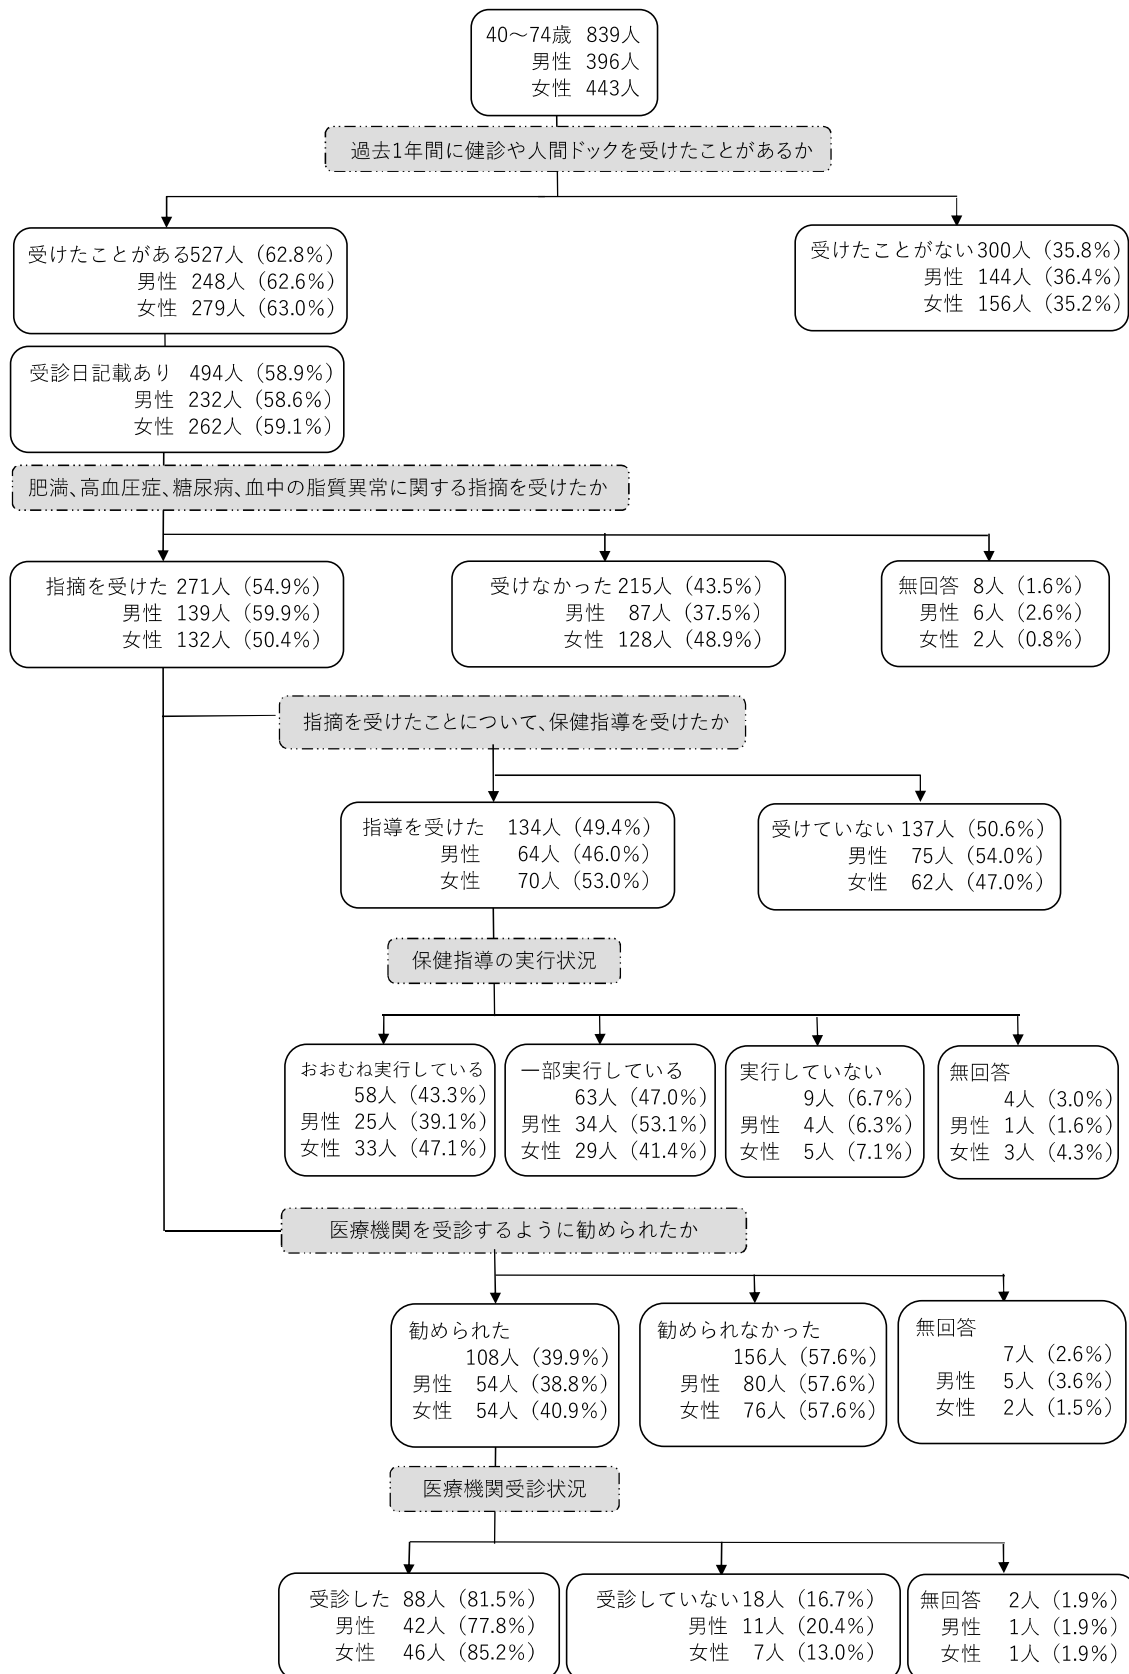 40～74歳 839人
男性 396人
女性 443人
過去1年間に健診や人間ドックを受けたことがあるか
受けたことがある527人（62.8%）
男性 248人（62.6%）
女性 279人（63.0%）
受けたことがない300人（35.8%）
男性 144人（36.4%）
女性 156人（35.2%）
受診日記載あり 494人（58.9%）
男性 232人（58.6%）
女性 262人（59.1%）
肥満、高血圧症、糖尿病、血中の脂質異常に関する指摘を受けたか
指摘を受けた 271人（54.9%）
男性 139人（59.9%）
女性 132人（50.4%）
受けなかった 215人（43.5%）
男性 87人（37.5%）
女性 128人（48.9%）
無回答 8人（1.6%）
男性 6人（2.6%）
女性 2人（0.8%）
指摘を受けたことについて、保健指導を受けたか
指導を受けた 134人（49.4%）
男性 64人（46.0%）
女性 70人（53.0%）
受けていない 137人（50.6%）
男性 75人（54.0%）
女性 62人（47.0%）
保健指導の実行状況
おおむね実行している
58人（43.3%）
男性 25人（39.1%）
女性 33人（47.1%）
一部実行している
63人（47.0%）
男性 34人（53.1%）
女性 29人（41.4%）
実行していない
9人（6.7%）
男性 4人（6.3%）
女性 5人（7.1%）
無回答
4人（3.0%）
男性 1人（1.6%）
女性 3人（4.3%）
医療機関を受診するように勧められたか
勧められた
108人（39.9%）
男性 54人（38.8%）
女性 54人（40.9%）
勧められなかった
156人（57.6%）
男性 80人（57.6%）
女性 76人（57.6%）
無回答
7人（2.6%）
男性 5人（3.6%）
女性 2人（1.5%）
医療機関受診状況
受診した 88人（81.5%）
男性 42人（77.8%）
女性 46人（85.2%）
受診していない18人（16.7%）
男性 11人（20.4%）
女性 7人（13.0%）
無回答 2人（1.9%）
男性 1人（1.9%）
女性 1人（1.9%）